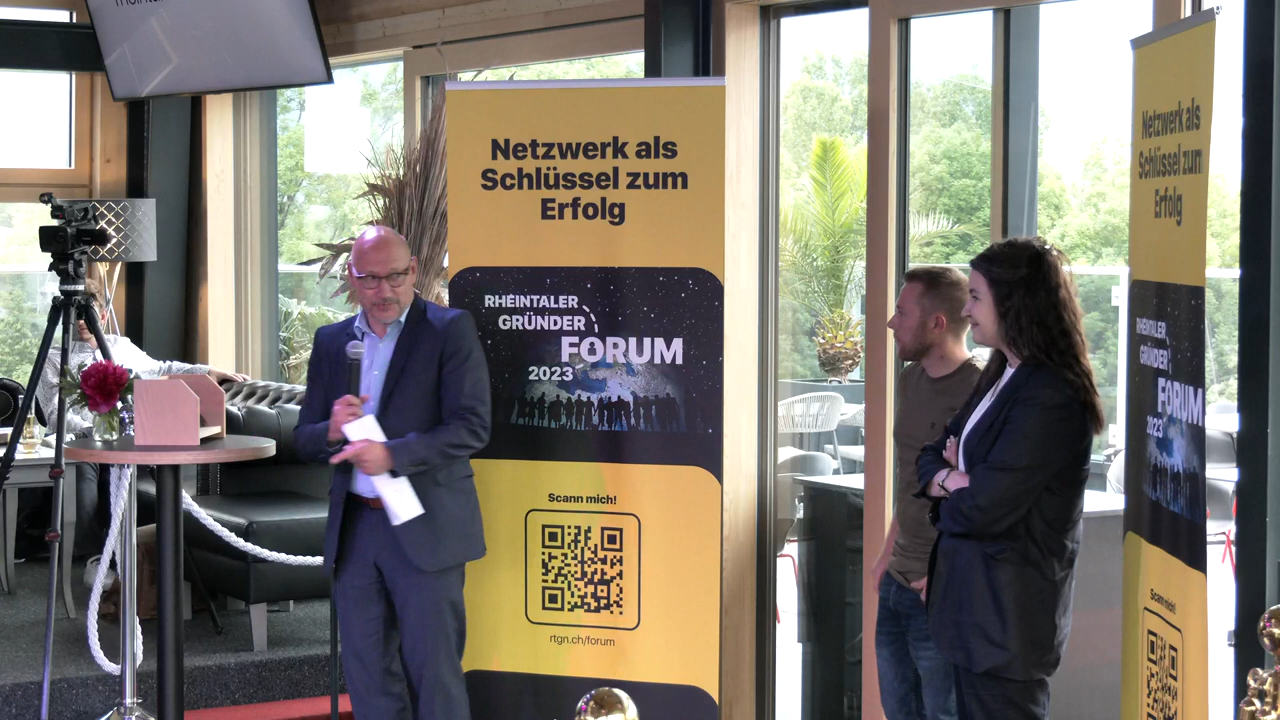 Netzwerk als
Schlüssel zum
Erfolg
RHEINTALER
GRÜNDER
FORUM
2023
Scann mich!
rtgn.ch/forum
Netzwerk als
Schlüssel zum
Erfolg
RHEINTALER
GRÜNDER
FORUM
2023
Scann mich!